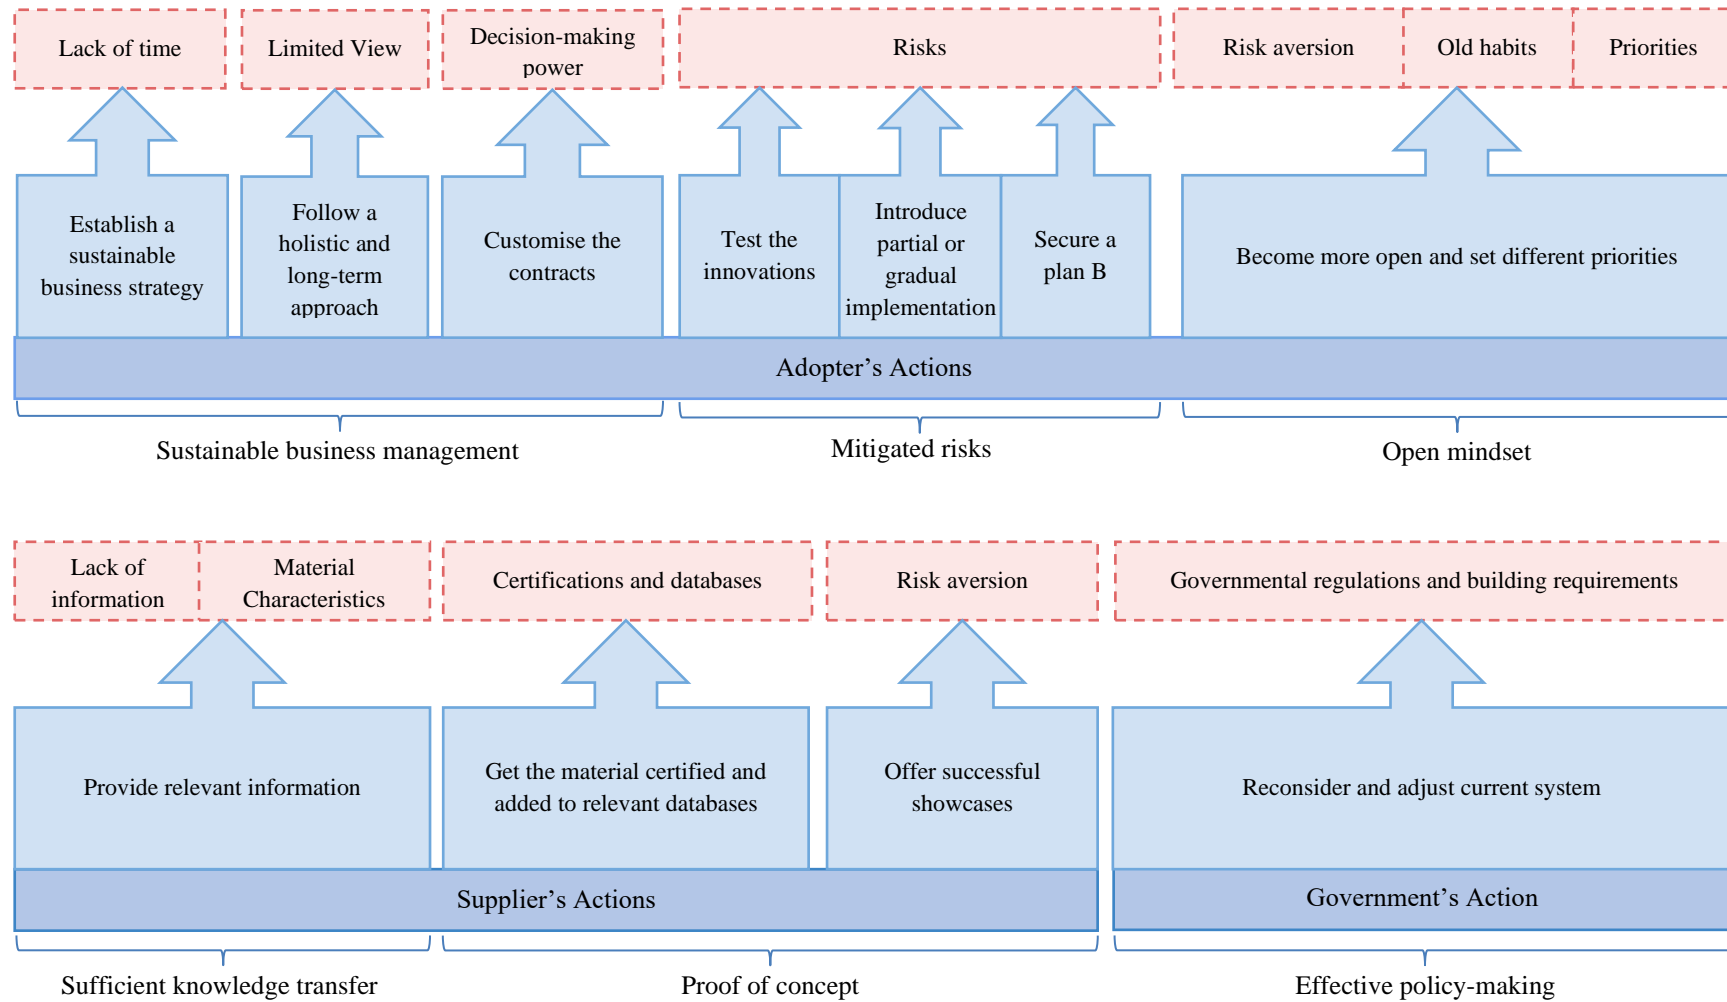 Lack of time
Limited View
Decision-making
power
Risks
Risk aversion
Old habits
Priorities
Establish a
sustainable
business strategy
Follow a
holistic and
long-term
approach
Customise the
contracts
Test the
innovations
Introduce
partial or
gradual
implementation
Secure a
plan B
Become more open and set different priorities
Adopter’s Actions
Sustainable business management
Mitigated risks
Open mindset
Lack of
information
Material
Characteristics
Certifications and databases
Risk aversion
Governmental regulations and building requirements
Provide relevant information
Get the material certified and
added to relevant databases
Offer successful
showcases
Reconsider and adjust current system
Supplier’s Actions
Government’s Action
Sufficient knowledge transfer
Proof of concept
Effective policy-making